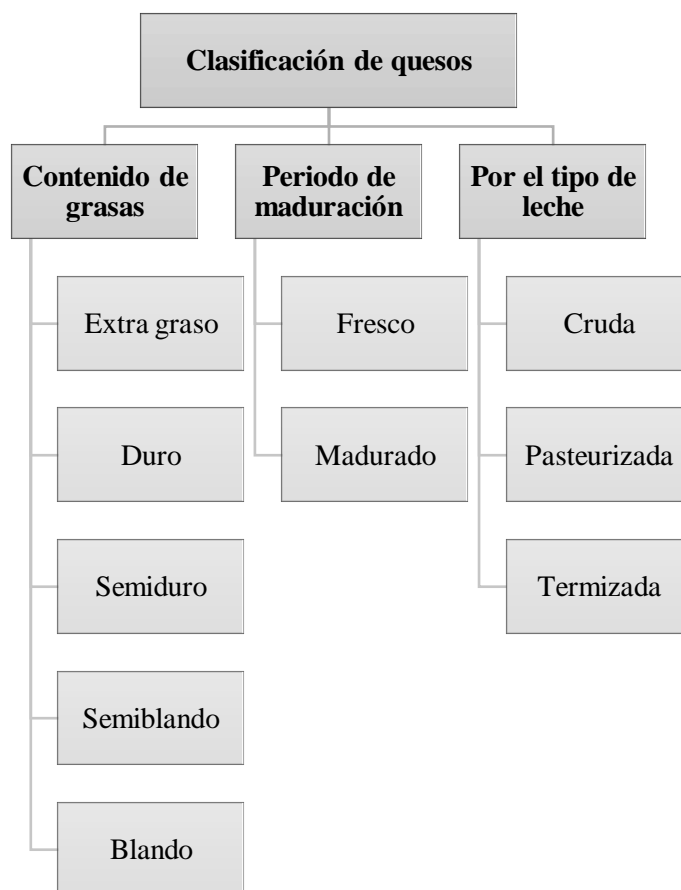 Clasificación de quesos
Contenido de
grasas
Extra graso
Duro
Semiduro
Semiblando
Blando
Periodo de
maduración
Fresco
Madurado
Por el tipo de
leche
Cruda
Pasteurizada
Termizada